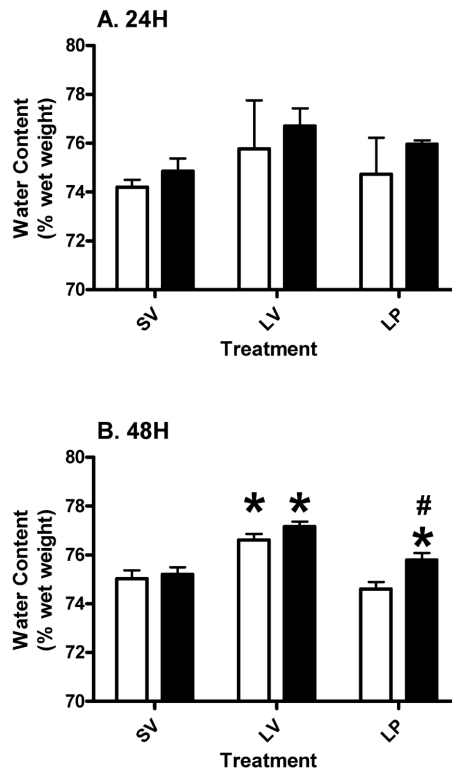 A. 24H
Water Content
(% wet weight)
80
78
76
74
72
70
SV
LV
LP
Treatment
B. 48H
Water Content
(% wet weight)
80
78
76
74
72
70
* * # *
SV
LV
LP
Treatment